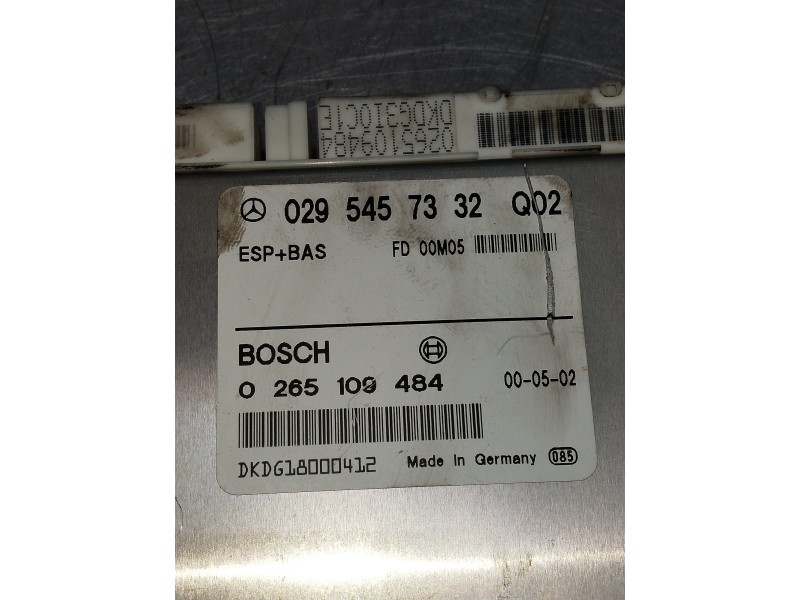 DKDG310C1E
0265109484
029 545 73 32 Q02
ESP+BAS FD 00M05
BOSCH
0 265 109 484 00-05-02
DKDG18000412 Made in Germany 085